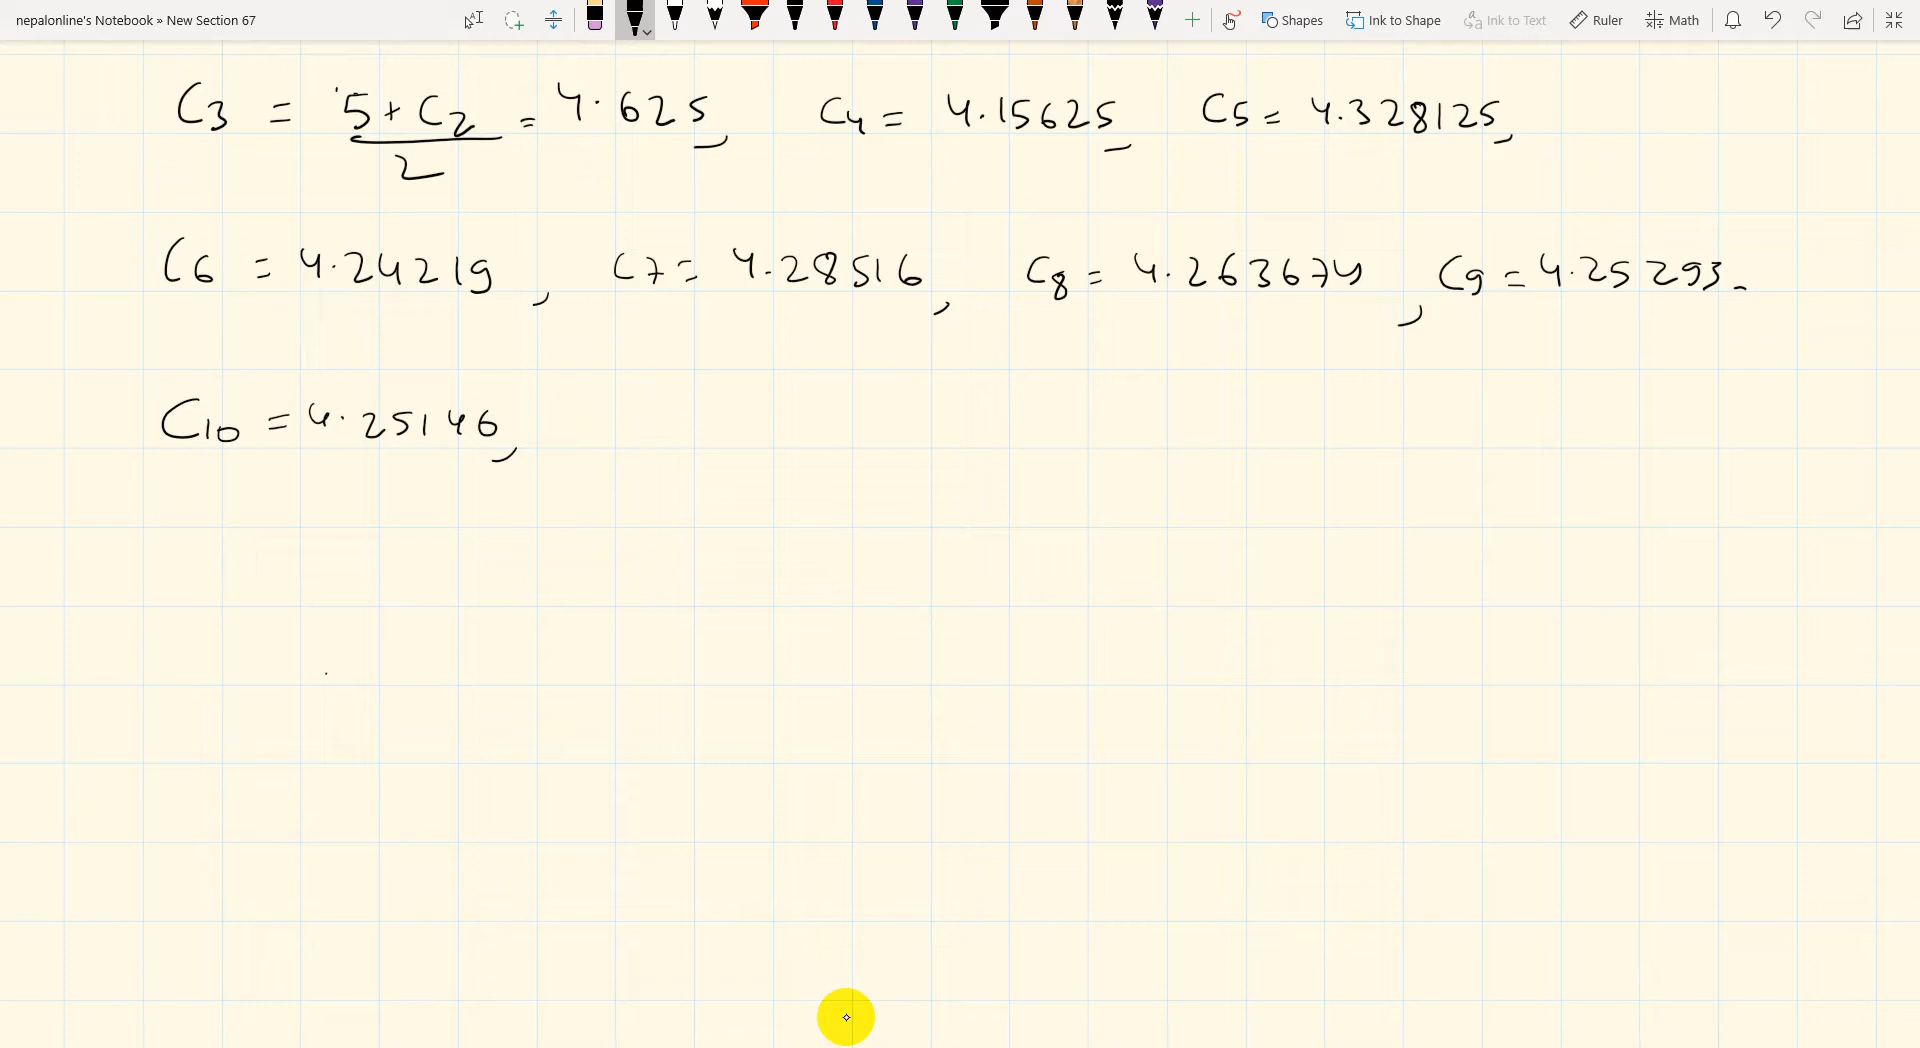 nepalonline's Notebook » New Section 67
Shapes Ink to Shape Ink to Text Ruler Math
C3 = 5 + C2 / 2 = 4.625, C4 = 4.15625, C5 = 4.328125,
C6 = 4.24219, C7 = 4.28516, C8 = 4.263674, C9 = 4.25293.
C10 = 4.25146,